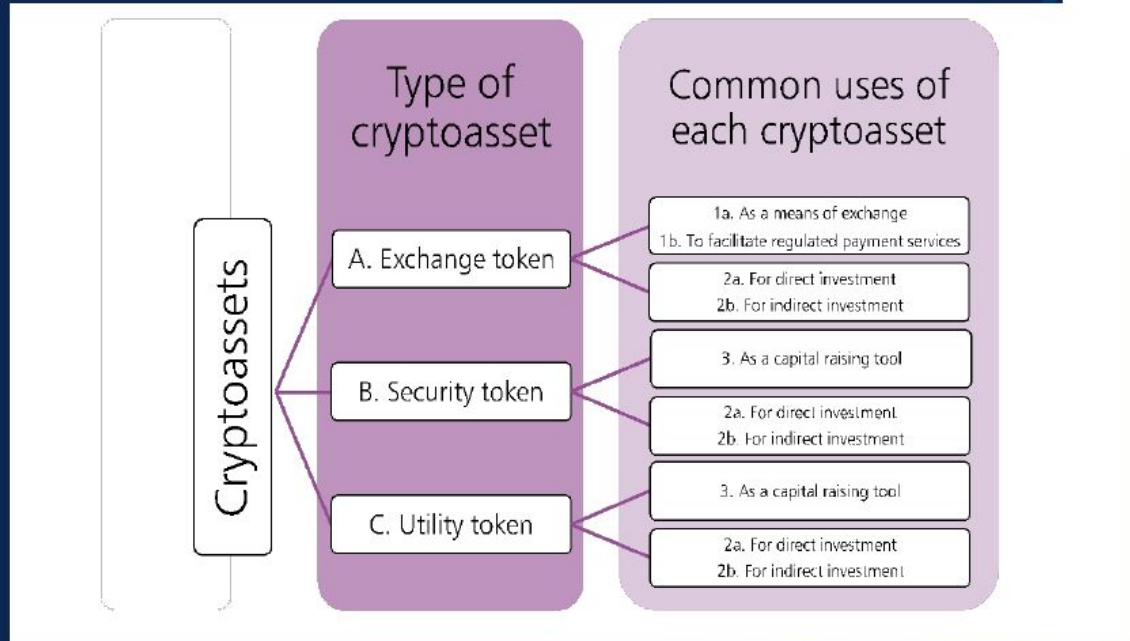 Cryptoassets
Type of
cryptoasset
A. Exchange token
B. Security token
C. Utility token
Common uses of
each cryptoasset
1a. As a means of exchange
1b. To facilitate regulated payment services
2a. For direct investment
2b. For indirect investment
3. As a capital raising tool
2a. For direct investment
2b. For indirect investment
3. As a capital raising tool
2a. For direct investment
2b. For indirect investment